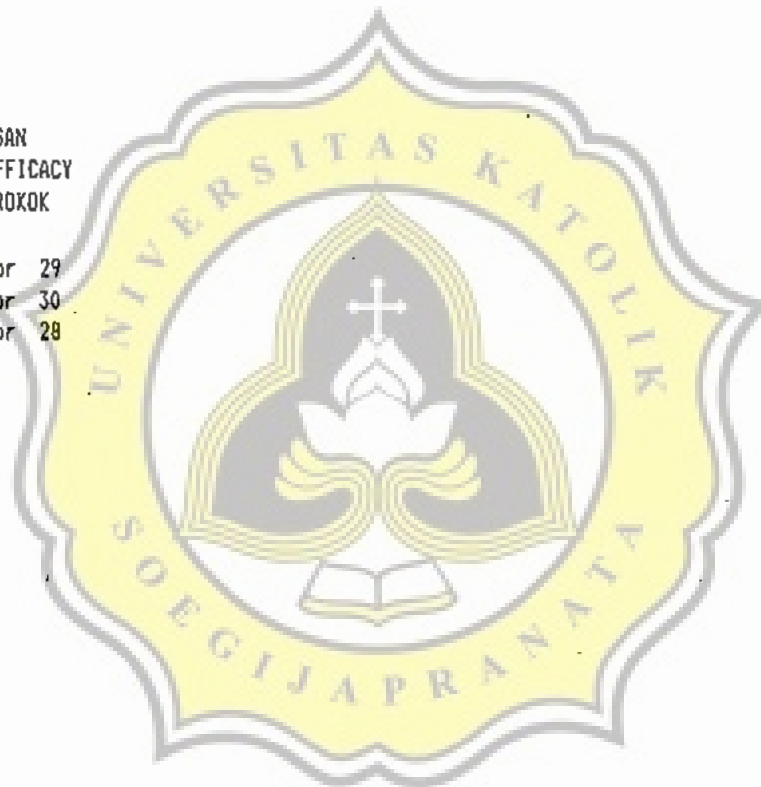 SAN
FFICACY
ROKOK
or 29
or 30
or 28
UNIVERSITAS KATOLIK
SOEGIJAPRANATA